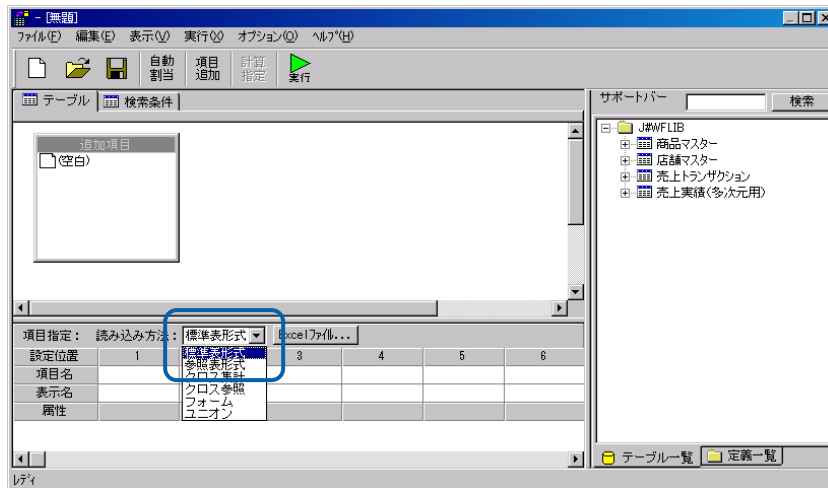 - [無題]
ファイル(F) 編集(E) 表示(V) 実行(X) オプション(O) ヘルプ(H)
自動割当 項目追加 計算指定 実行
テーブル 検索条件
追加項目
(空白)
項目指定： 読み込み方法： 標準表形式 Excelファイル...
標準表形式
参照表形式
クロス集計
クロス参照
フォーム
ユニオン
設定位置 1 3 4 5 6
項目名
表示名
属性
サポートバー 検索
J#WFLIB
商品マスター
店舗マスター
売上トランザクション
売上実績(多次元用)
テーブル一覧 定義一覧
レディ